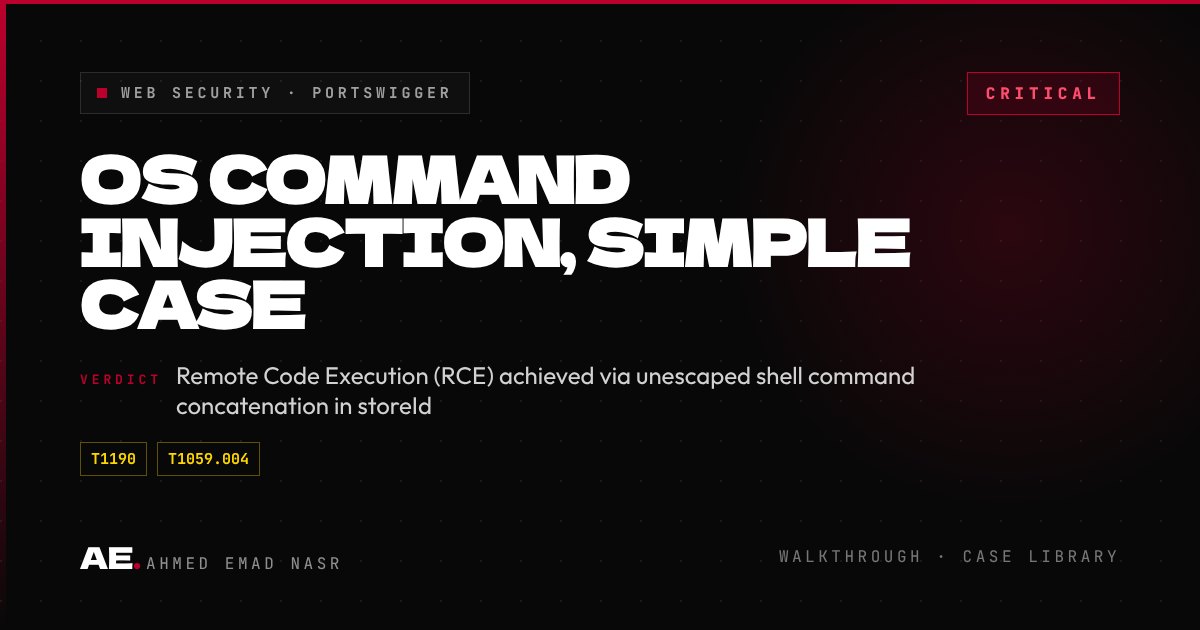 WEB SECURITY · PORTSWIGGER
CRITICAL
OS COMMAND
INJECTION, SIMPLE
CASE
VERDICT Remote Code Execution (RCE) achieved via unescaped shell command
concatenation in storeId
T1190 T1059.004
AE. AHMED EMAD NASR
WALKTHROUGH · CASE LIBRARY